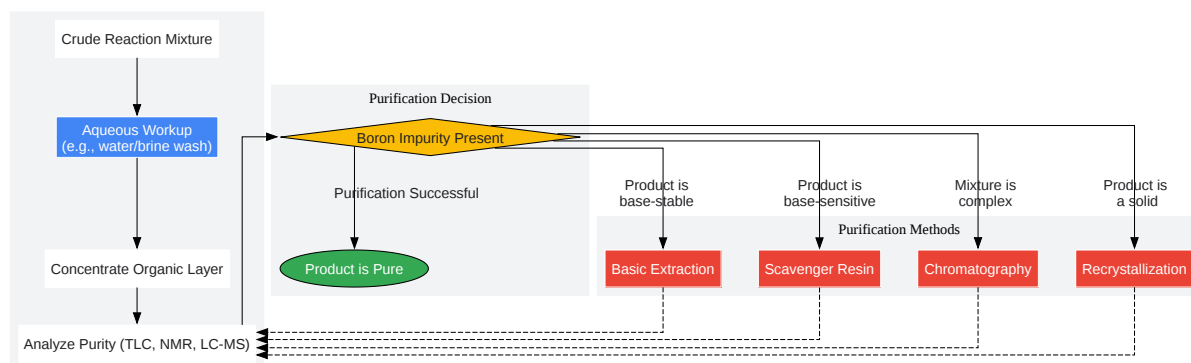 Crude Reaction Mixture
Aqueous Workup
(e.g., water/brine wash)
Concentrate Organic Layer
Analyze Purity (TLC, NMR, LC-MS)
Purification Decision
Boron Impurity Present
Purification Successful
Product is Pure
Product is
base-stable
Product is
base-sensitive
Mixture is
complex
Product is
a solid
Purification Methods
Basic Extraction
Scavenger Resin
Chromatography
Recrystallization